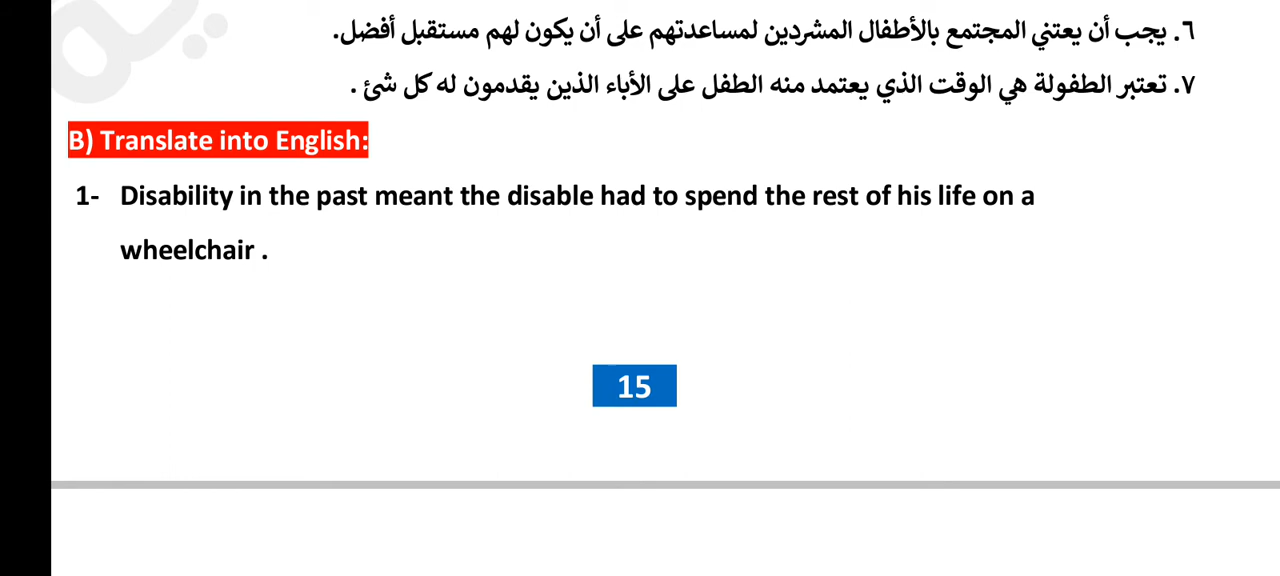 ٦. يجب أن يعتني المجتمع بالأطفال المشردين لمساعدتهم على أن يكون لهم مستقبل أفضل.
٧. تعتبر الطفولة هي الوقت الذي يعتمد منه الطفل على الأباء الذين يقدمون له كل شئ .
B) Translate into English:
1- Disability in the past meant the disable had to spend the rest of his life on a
wheelchair .
15